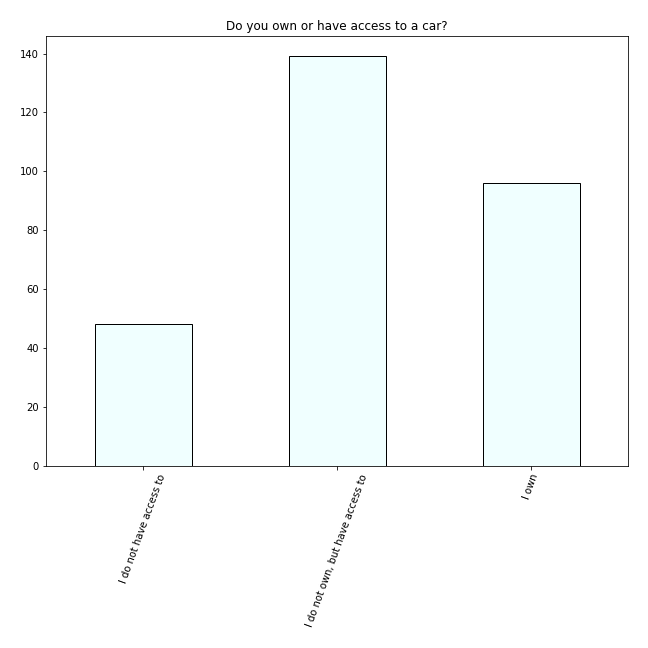 Do you own or have access to a car?
140
120
100
80
60
40
20
0
I do not have access to
I do not own, but have access to
I own